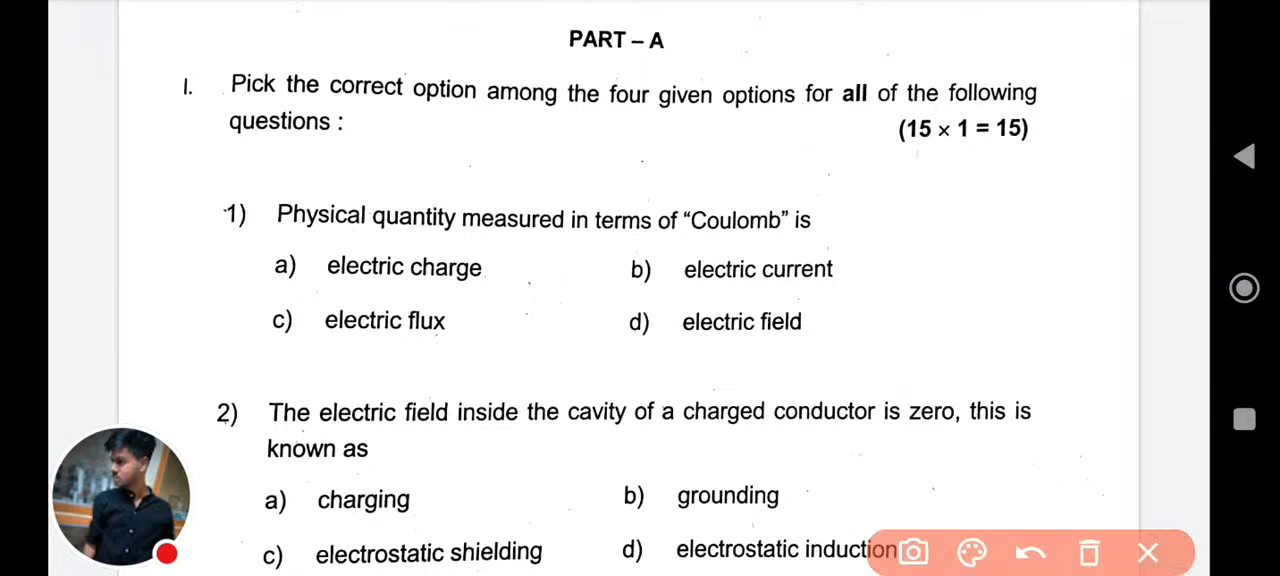 PART – A
I. Pick the correct option among the four given options for all of the following
questions : (15 × 1 = 15)
1) Physical quantity measured in terms of “Coulomb” is
a) electric charge b) electric current
c) electric flux d) electric field
2) The electric field inside the cavity of a charged conductor is zero, this is
known as
a) charging b) grounding
c) electrostatic shielding d) electrostatic induction